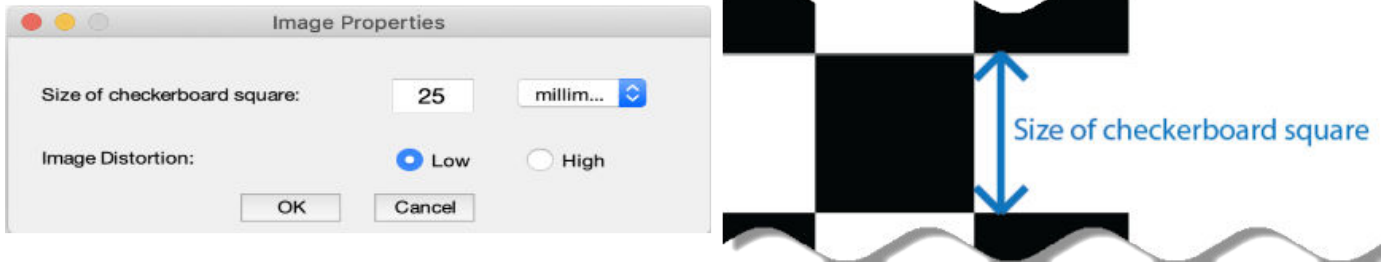 Image Properties
Size of checkerboard square:
25
millim...
Image Distortion:
Low
High
OK
Cancel
Size of checkerboard square